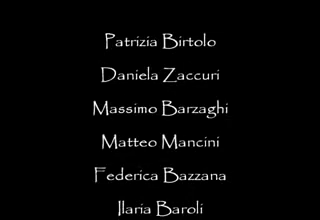 Patrizia Birtolo
Daniela Zaccuri
Massimo Barzaghi
Matteo Mancini
Federica Bazzana
Ilaria Baroli